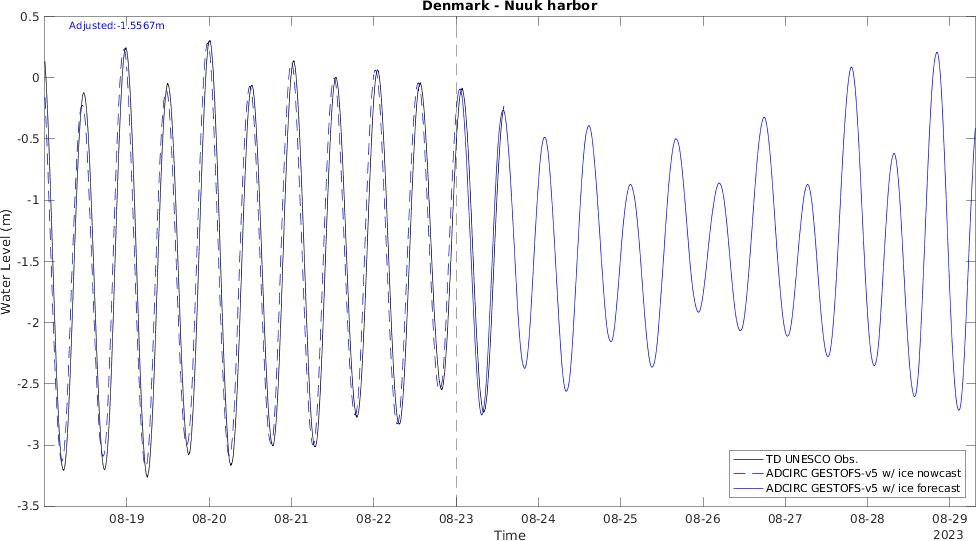 Denmark - Nuuk harbor
Adjusted:-1.5567m
0.5
0
-0.5
-1
-1.5
-2
-2.5
-3
-3.5
Water Level (m)
TD UNESCO Obs.
ADCIRC GESTOFS-v5 w/ ice nowcast
ADCIRC GESTOFS-v5 w/ ice forecast
08-19 08-20 08-21 08-22 08-23 08-24 08-25 08-26 08-27 08-28 08-29
Time
2023